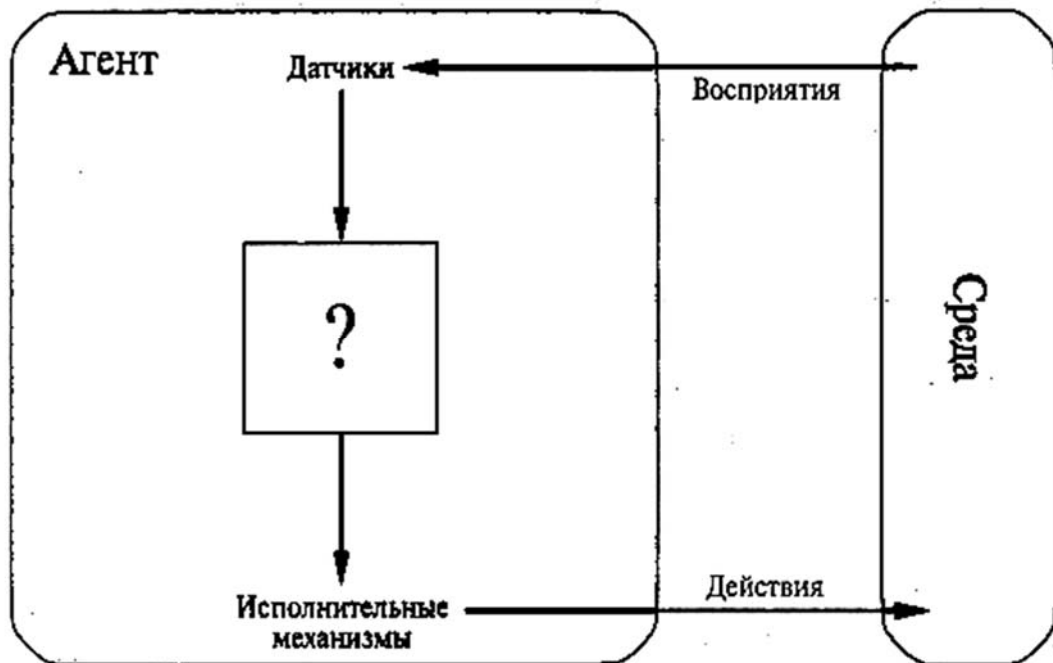 Агент
Датчики
Восприятия
?
Среда
Действия
Исполнительные
механизмы